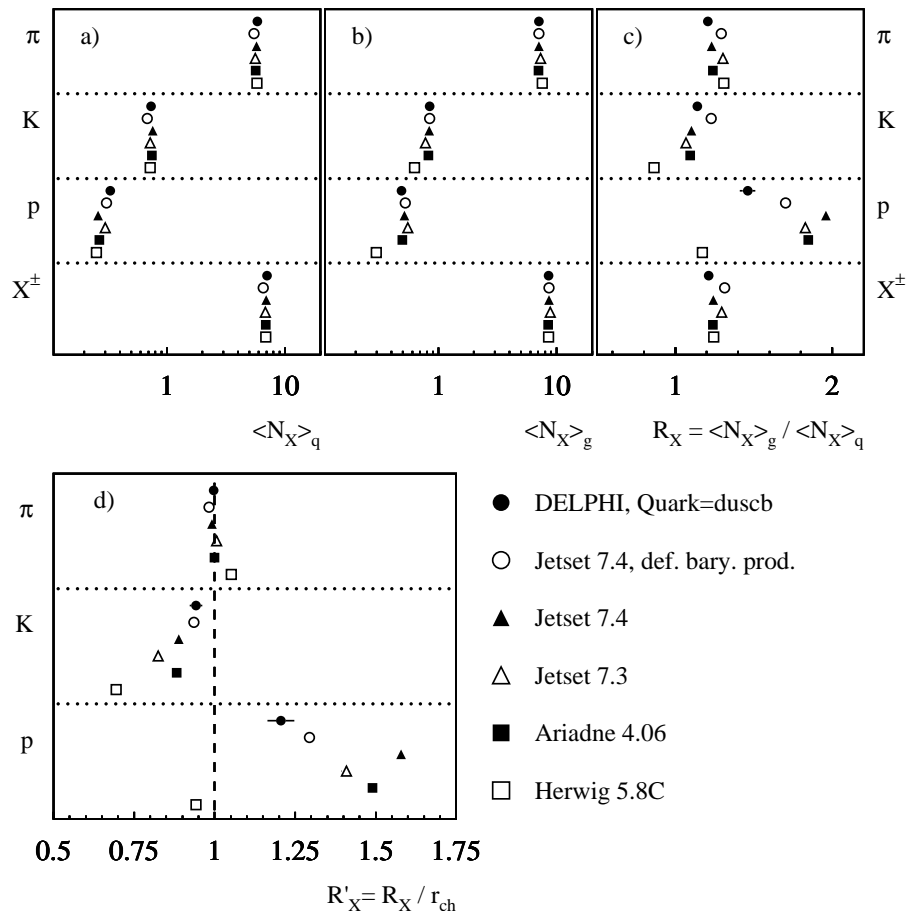 π a) b) c) π
K K
p p
X± X±
1 10 1 10 1 2
<N_X>_q <N_X>_g R_X = <N_X>_g / <N_X>_q
π d)
K
p
0.5 0.75 1 1.25 1.5 1.75
R'_X = R_X / r_ch
DELPHI, Quark=duscb
Jetset 7.4, def. bary. prod.
Jetset 7.4
Jetset 7.3
Ariadne 4.06
Herwig 5.8C